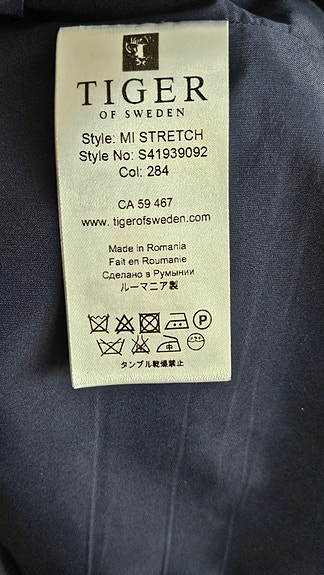 TIGER
OF SWEDEN
Style: MI STRETCH
Style No: S41939092
Col: 284
CA 59 467
www. tigerofsweden.com
Made in Romania
Fait en Roumanie
Сделано в Румынии
ルーマニア製
P
タンブル乾燥禁止